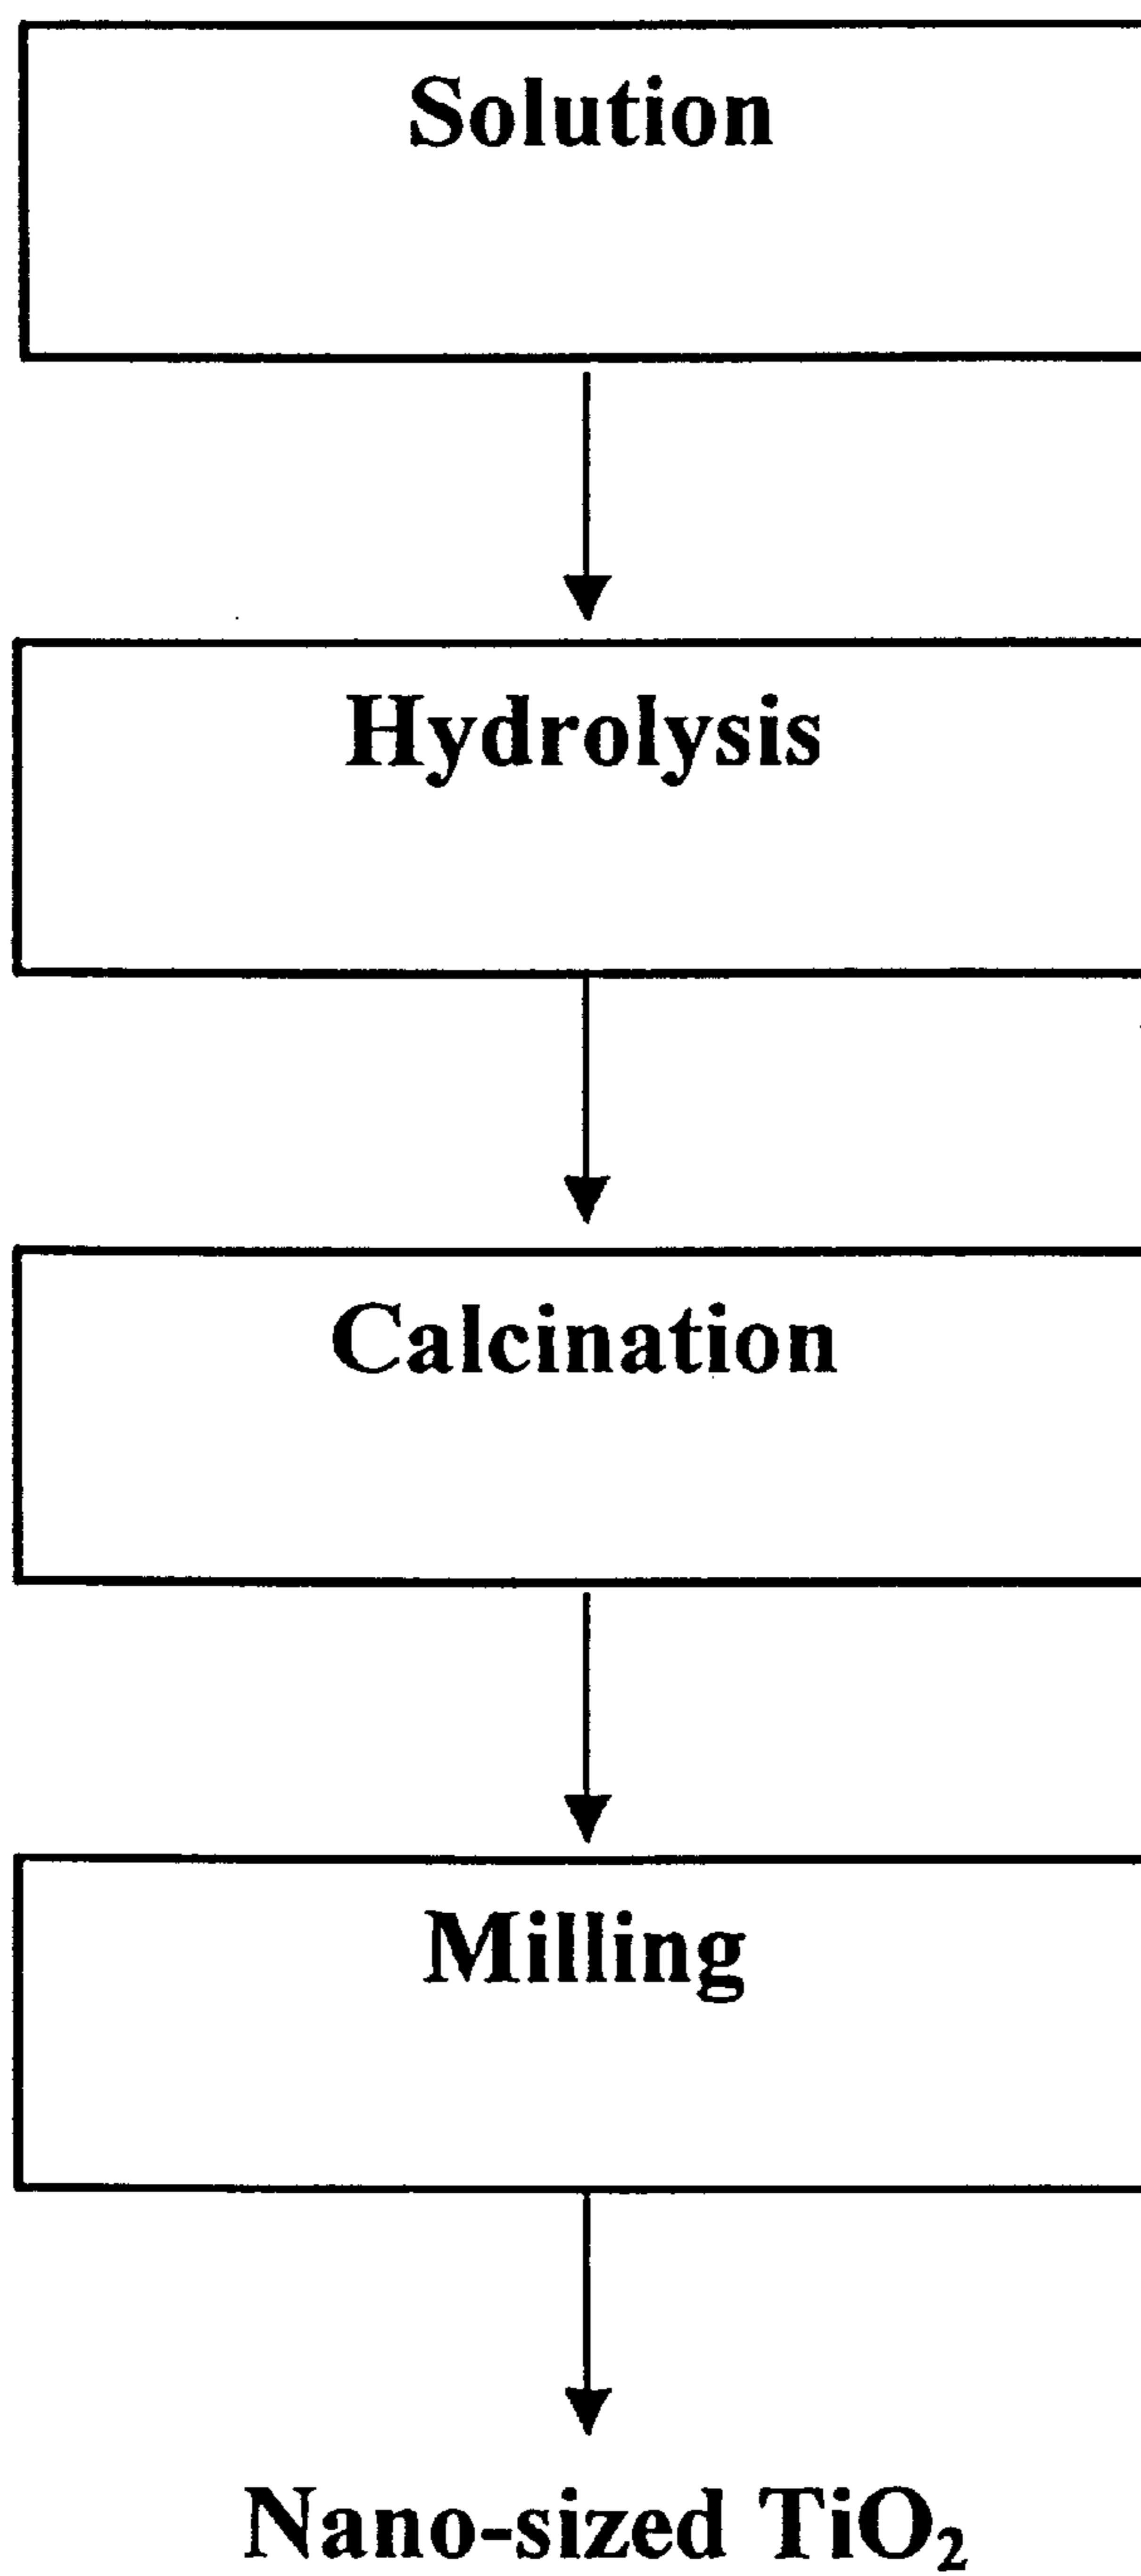 Solution
Hydrolysis
Calcination
Milling
Nano-sized TiO₂